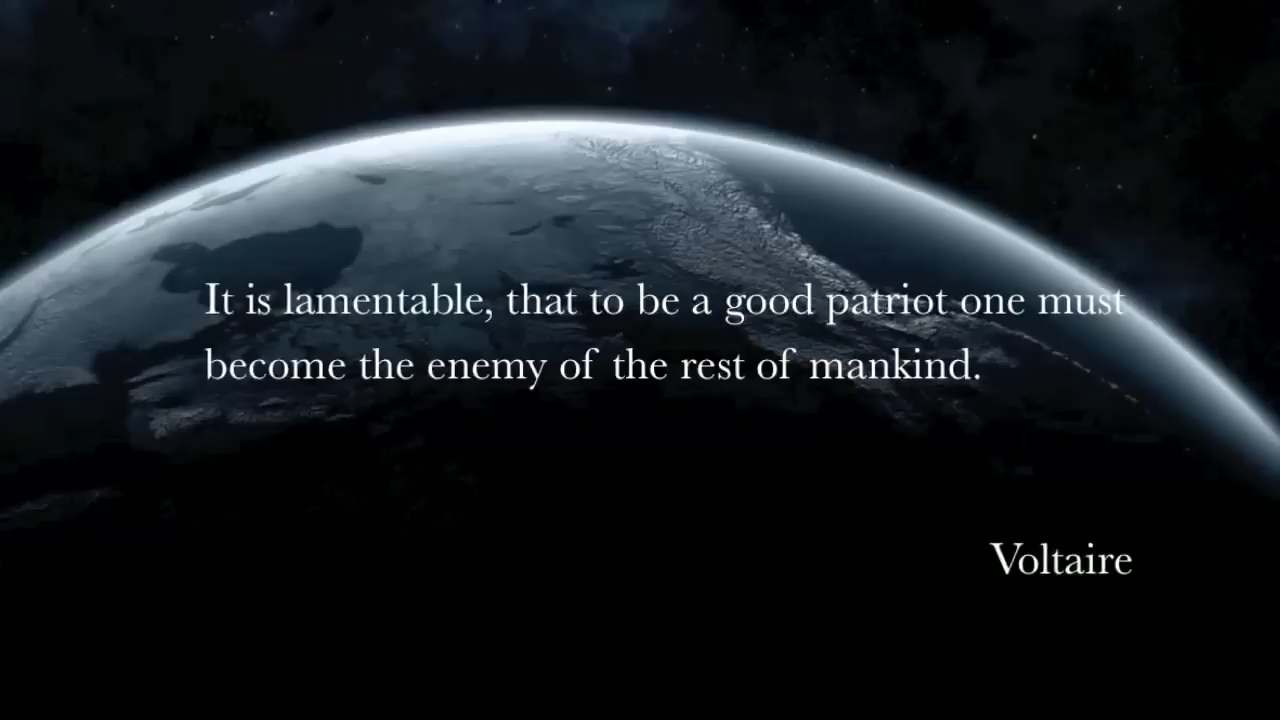 It is lamentable, that to be a good patriot one must
become the enemy of the rest of mankind.
Voltaire